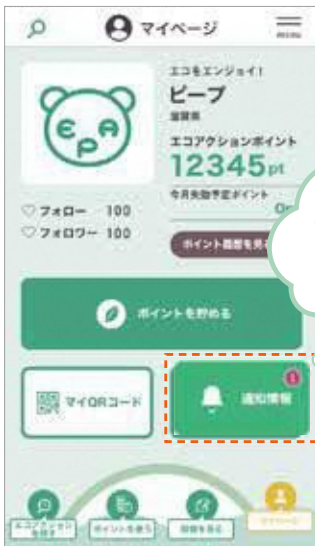 マイページ
menu
エコをエンジョイ!
ピープ
滋賀県
エコアクションポイント
12345pt
今月失効予定ポイント
♡フォロー 100
♡フォロワー 100
ポイント履歴を見
ePA
ポイントを貯める
マイQRコード
通知情報
ポイントを使う
マイページ